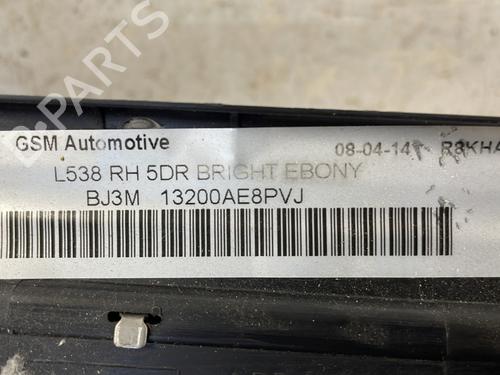 B-PARTS
GSM Automotive 08-04-14
L538 RH 5DR BRIGHT EBONY
BJ3M 13200AE8PVJ